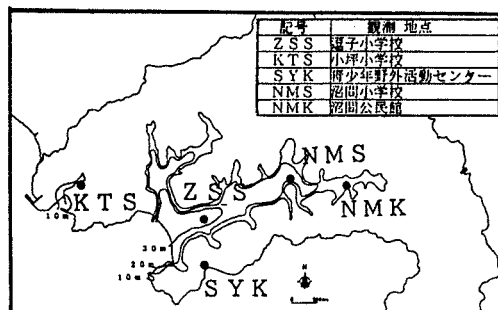 記号 観測 地点
ZSS 逗子小学校
KTS 小坪小学校
SYK 青少年野外活動センター
NMS 沼間小学校
NMK 沼間公民館
NMS
ZSS
KTS
NMK
10m
30m
20m
10m
SYK
N